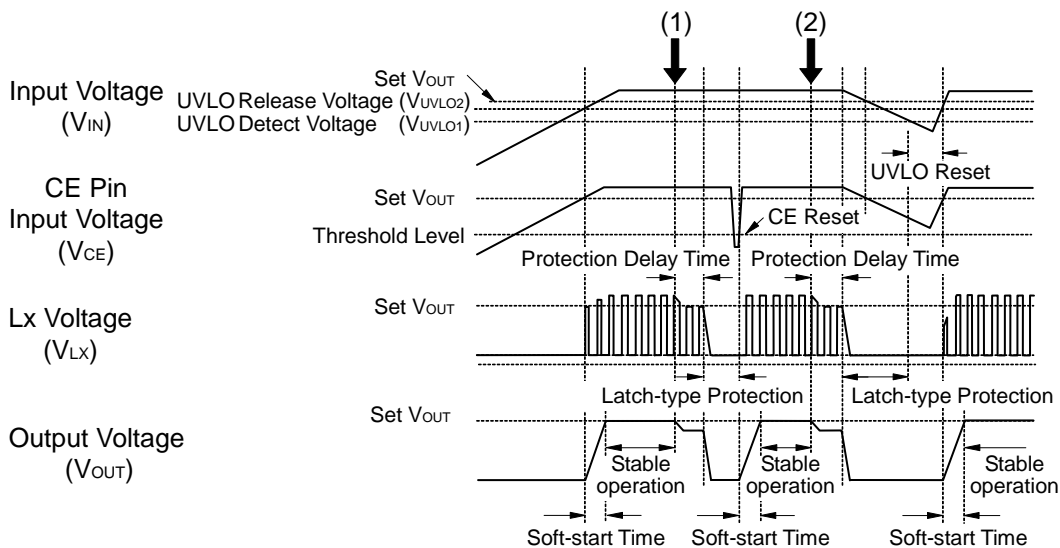 (1)
(2)
Set VOUT
Input Voltage
(VIN)
UVLO Release Voltage (VUVLO2)
UVLO Detect Voltage (VUVLO1)
UVLO Reset
CE Pin
Input Voltage
(VCE)
Set VOUT
CE Reset
Threshold Level
Protection Delay Time
Protection Delay Time
Lx Voltage
(VLX)
Set VOUT
Latch-type Protection
Latch-type Protection
Output Voltage
(VOUT)
Set VOUT
Stable
operation
Stable
operation
Stable
operation
Soft-start Time
Soft-start Time
Soft-start Time